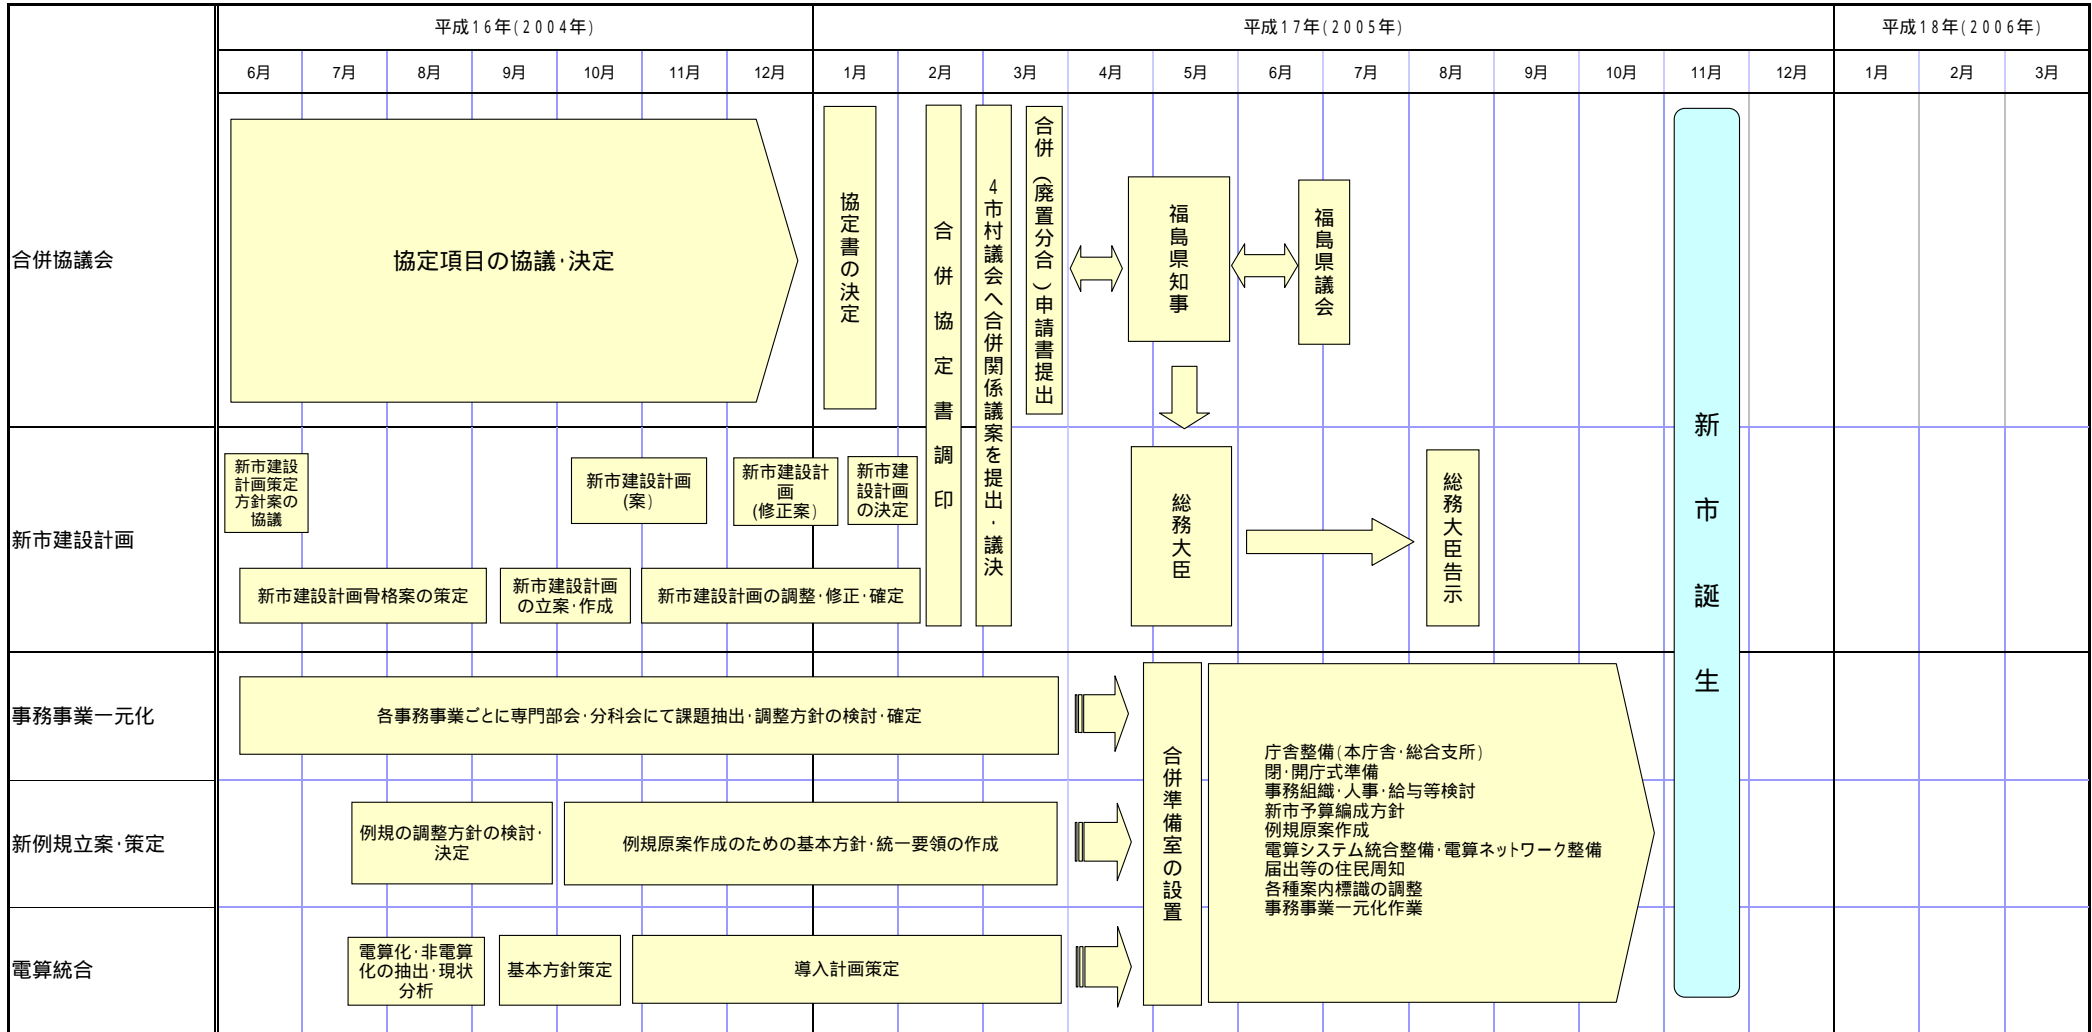 平成16年(2004年)
平成17年(2005年)
平成18年(2006年)
6月
7月
8月
9月
10月
11月
12月
1月
2月
3月
4月
5月
6月
7月
8月
9月
10月
11月
12月
1月
2月
3月
合併協議会
協定項目の協議･決定
協定書の決定
合併協定書調印
4市村議会へ合併関係議案を提出･議決
合併(廃置分合)申請書提出
福島県知事
福島県議会
新市誕生
新市建設計画
新市建設
計画策定
方針案の
協議
新市建設計画
(案)
新市建設計
画
(修正案)
新市建
設計画
の決定
総務大臣
総務大臣告示
新市建設計画骨格案の策定
新市建設計画
の立案･作成
新市建設計画の調整･修正･確定
事務事業一元化
各事務事業ごとに専門部会･分科会にて課題抽出･調整方針の検討･確定
合併準備室の設置
庁舎整備(本庁舎･総合支所)
閉･開庁式準備
事務組織･人事･給与等検討
新市予算編成方針
例規原案作成
電算システム統合整備･電算ネットワーク整備
届出等の住民周知
各種案内標識の調整
事務事業一元化作業
新例規立案･策定
例規の調整方針の検討･
決定
例規原案作成のための基本方針･統一要領の作成
電算統合
電算化･非電算
化の抽出･現状
分析
基本方針策定
導入計画策定